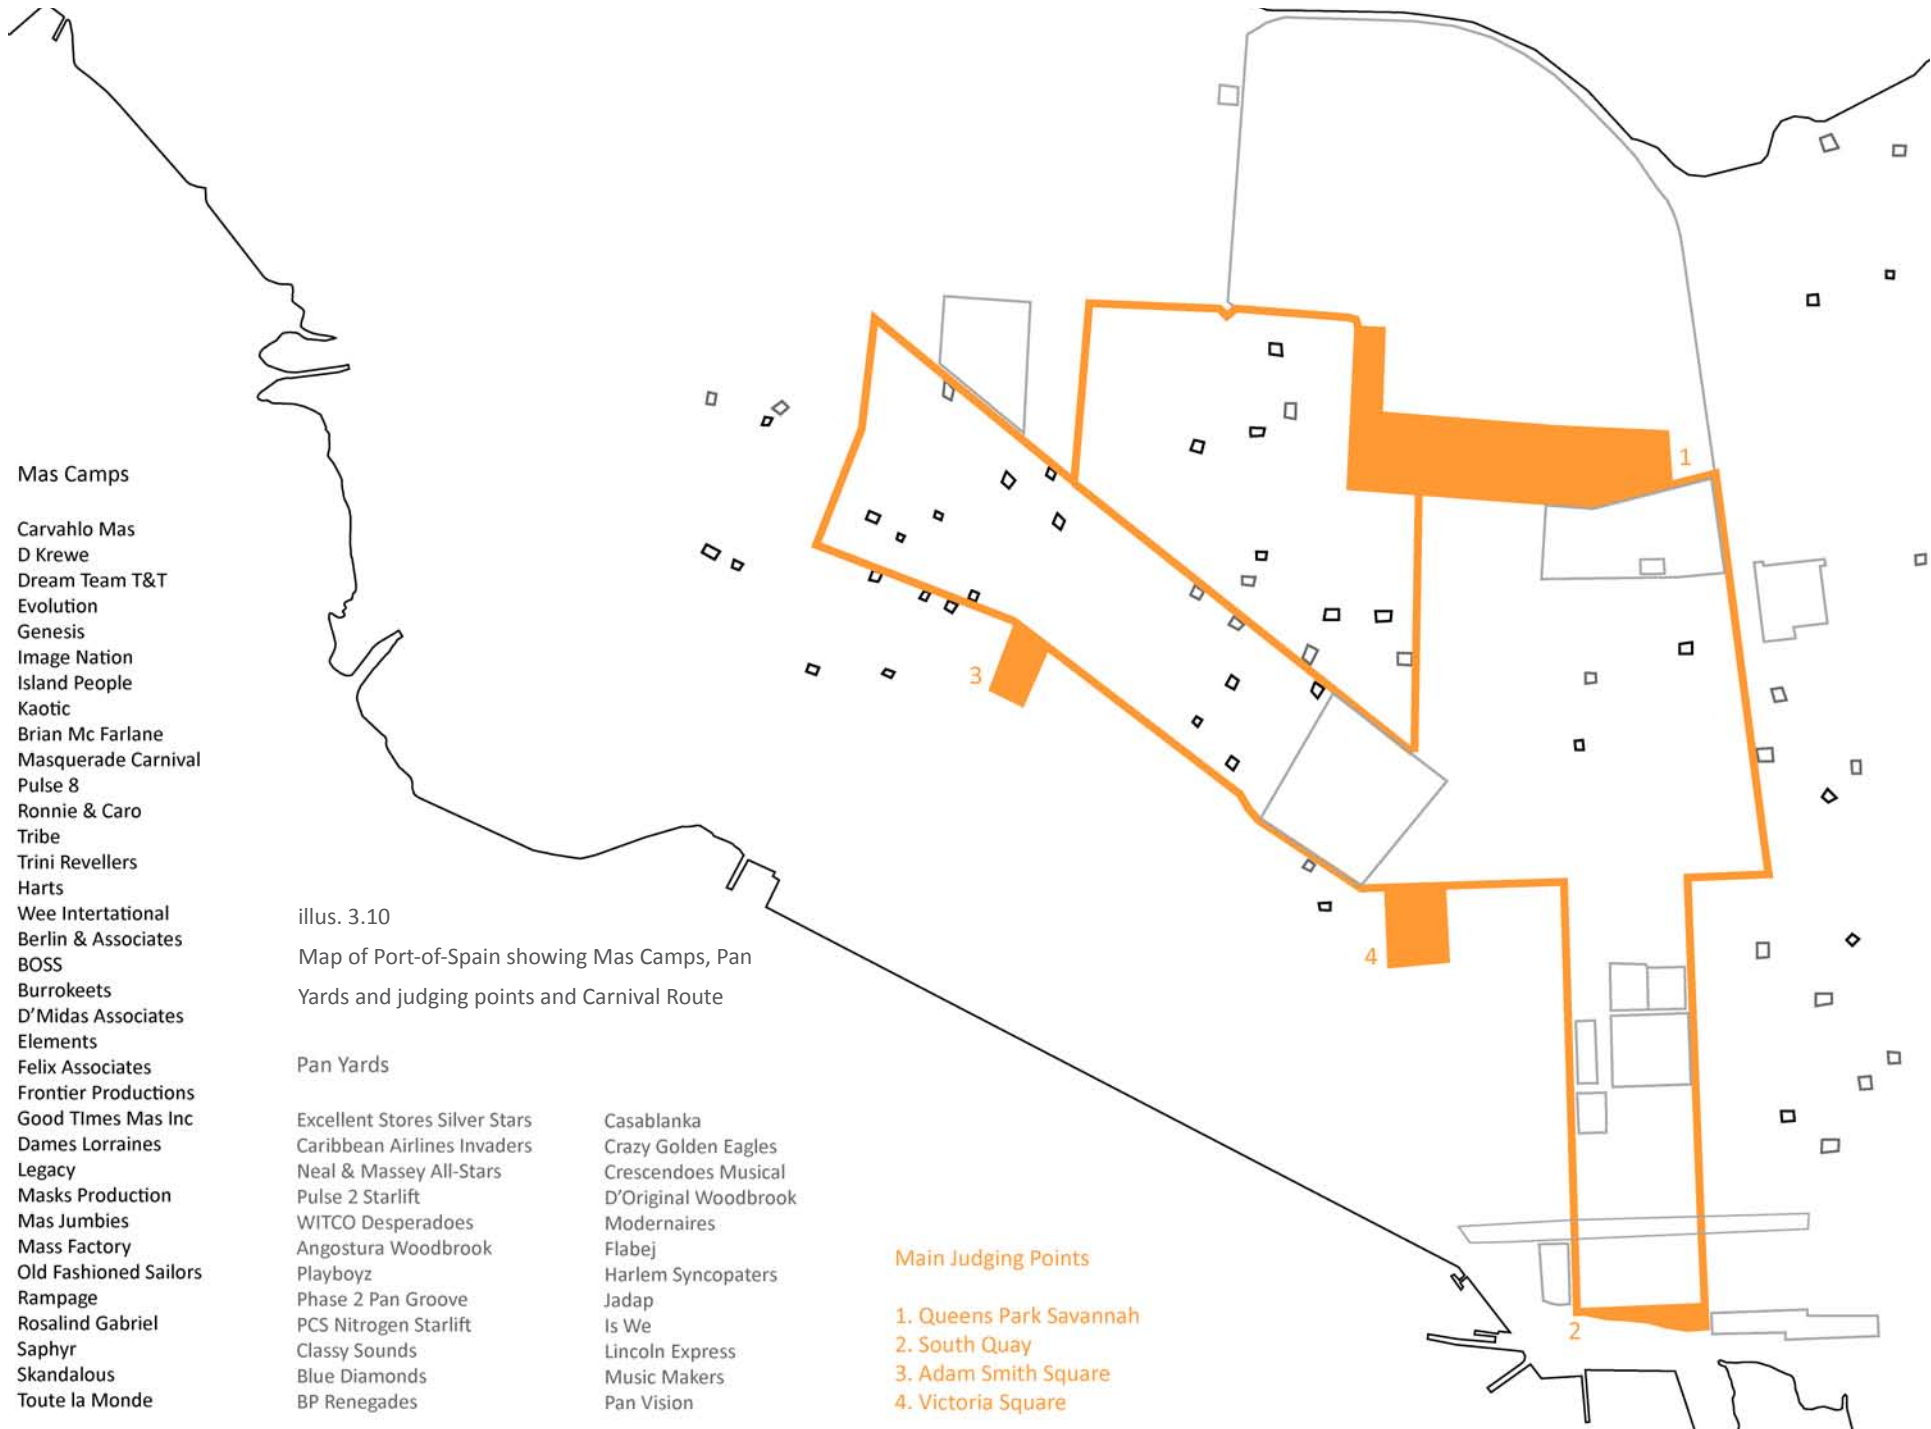 Mas Camps
Carvahlo Mas
D Krewe
Dream Team T&T
Evolution
Genesis
Image Nation
Island People
Kaotic
Brian Mc Farlane
Masquerade Carnival
Pulse 8
Ronnie & Caro
Tribe
Trini Revellers
Harts
Wee Intertational
Berlin & Associates
BOSS
Burrokeets
D'Midas Associates
Elements
Felix Associates
Frontier Productions
Good TImes Mas Inc
Dames Lorraines
Legacy
Masks Production
Mas Jumbies
Mass Factory
Old Fashioned Sailors
Rampage
Rosalind Gabriel
Saphyr
Skandalous
Toute la Monde
illus. 3.10
Map of Port-of-Spain showing Mas Camps, Pan
Yards and judging points and Carnival Route
Pan Yards
Excellent Stores Silver Stars
Caribbean Airlines Invaders
Neal & Massey All-Stars
Pulse 2 Starlift
WITCO Desperadoes
Angostura Woodbrook
Playboyz
Phase 2 Pan Groove
PCS Nitrogen Starlift
Classy Sounds
Blue Diamonds
BP Renegades
Casablanka
Crazy Golden Eagles
Crescendoes Musical
D'Original Woodbrook
Modernaires
Flabej
Harlem Syncopaters
Jadap
Is We
Lincoln Express
Music Makers
Pan Vision
Main Judging Points
1. Queens Park Savannah
2. South Quay
3. Adam Smith Square
4. Victoria Square
1
3
4
2